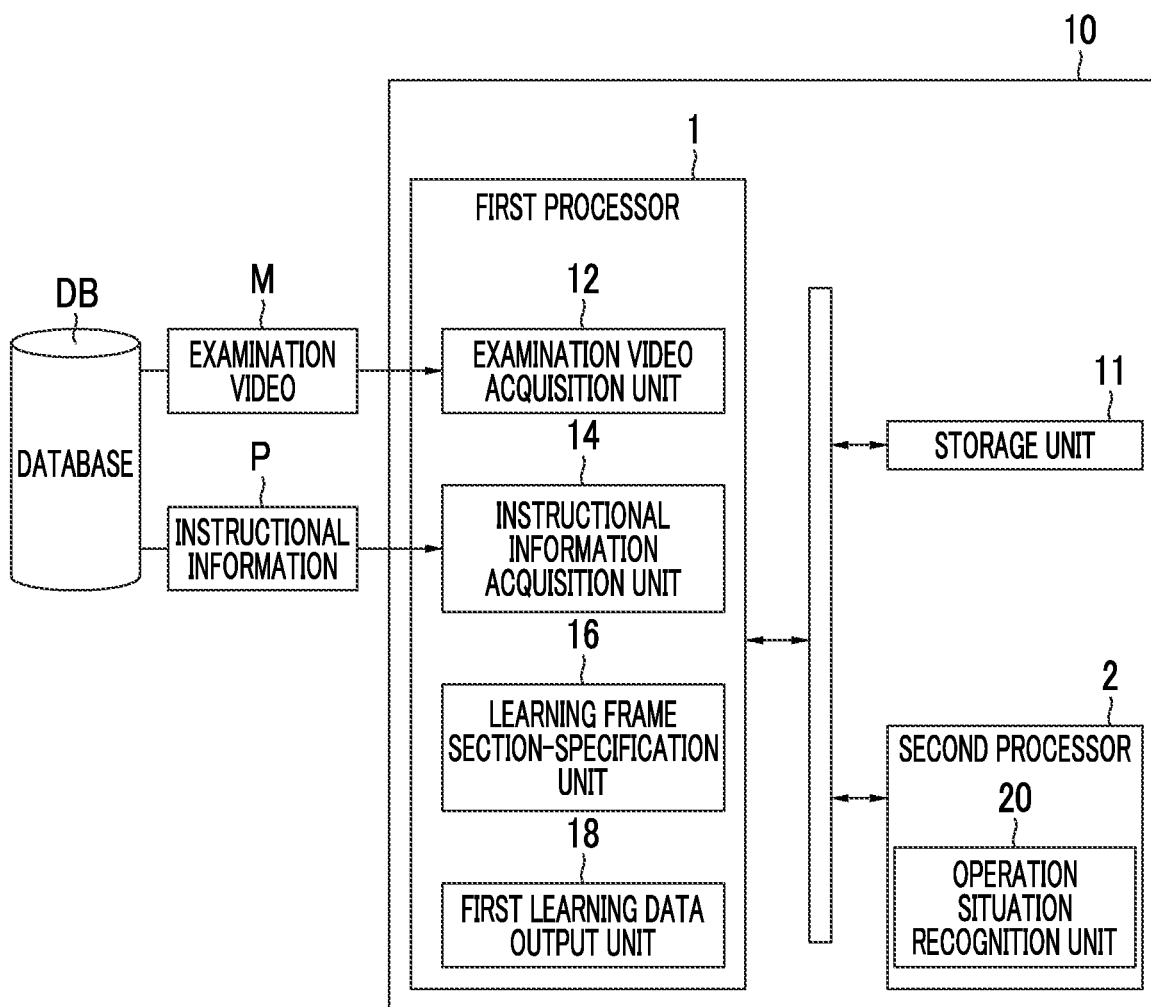 10
1
FIRST PROCESSOR
DB
M
12
DATABASE
EXAMINATION
VIDEO
EXAMINATION VIDEO
ACQUISITION UNIT
P
14
INSTRUCTIONAL
INFORMATION
INSTRUCTIONAL
INFORMATION
ACQUISITION UNIT
11
STORAGE UNIT
16
LEARNING FRAME
SECTION-SPECIFICATION
UNIT
18
FIRST LEARNING DATA
OUTPUT UNIT
2
SECOND PROCESSOR
20
OPERATION
SITUATION
RECOGNITION UNIT